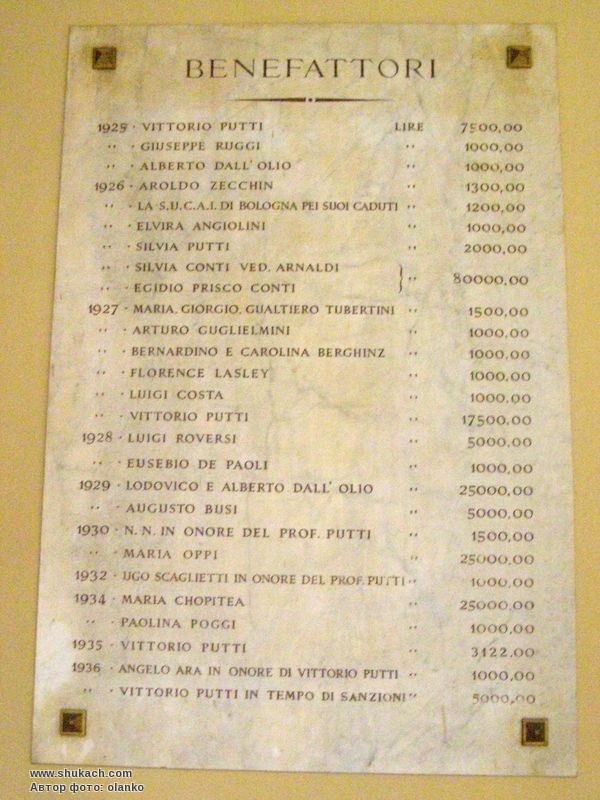 BENEFATTORI
1925 · VITTORIO PUTTI LIRE 7500,00
" · GIUSEPPE RUGGI " 1000,00
" · ALBERTO DALL' OLIO " 1000,00
1926 · AROLDO ZECCHIN " 1300,00
" · LA S.U.C.A.I. DI BOLOGNA PEI SUOI CADUTI " 1200,00
" · ELVIRA ANGIOLINI " 1000,00
" · SILVIA PUTTI " 2000,00
" · SILVIA CONTI VED. ARNALDI
" · EGIDIO PRISCO CONTI } " 80000,00
1927 · MARIA, GIORGIO, GUALTIERO TUBERTINI " 1500,00
" · ARTURO GUGLIELMINI " 1000,00
" · BERNARDINO E CAROLINA BERGHINZ " 1000,00
" · FLORENCE LASLEY " 1000,00
" · LUIGI COSTA " 1000,00
" · VITTORIO PUTTI " 17500,00
1928 · LUIGI ROVERSI " 5000,00
" · EUSEBIO DE PAOLI " 1000,00
1929 · LODOVICO E ALBERTO DALL' OLIO " 25000,00
" · AUGUSTO BUSI " 5000,00
1930 · N. N. IN ONORE DEL PROF. PUTTI " 1500,00
" · MARIA OPPI " 25000,00
1932 · UGO SCAGLIETTI IN ONORE DEL PROF. PUTTI " 1000,00
1934 · MARIA CHOPITEA " 25000,00
" · PAOLINA POGGI " 1000,00
1935 · VITTORIO PUTTI " 3122,00
1936 · ANGELO ARA IN ONORE DI VITTORIO PUTTI " 1000,00
" · VITTORIO PUTTI IN TEMPO DI SANZIONI " 5000,00
www.shukach.com
Автор фото: olanko